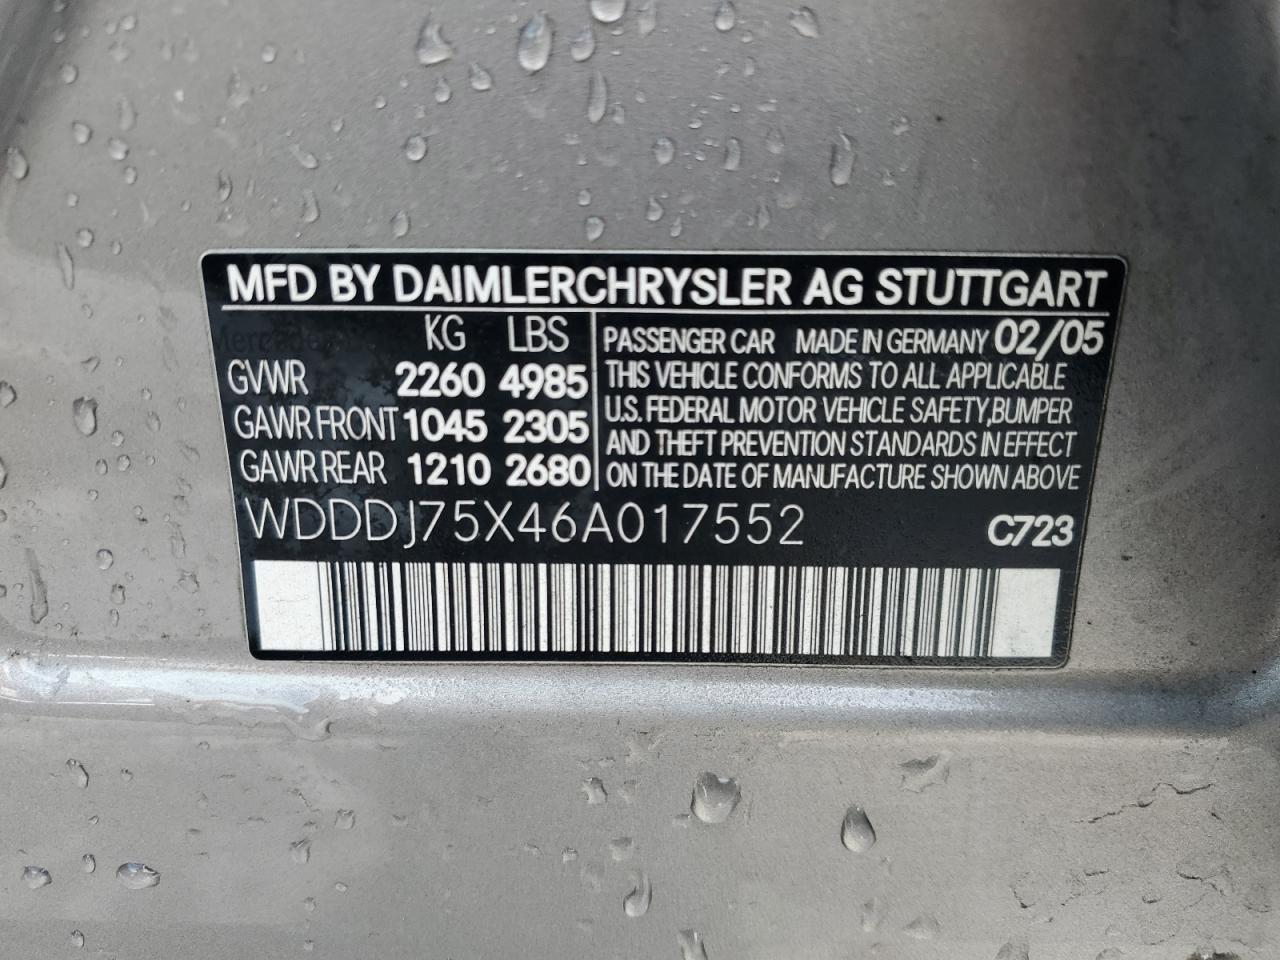 MFD BY DAIMLERCHRYSLER AG STUTTGART
KG LBS
GVWR 2260 4985
GAWR FRONT 1045 2305
GAWR REAR 1210 2680
PASSENGER CAR MADE IN GERMANY 02/05
THIS VEHICLE CONFORMS TO ALL APPLICABLE
U.S. FEDERAL MOTOR VEHICLE SAFETY,BUMPER
AND THEFT PREVENTION STANDARDS IN EFFECT
ON THE DATE OF MANUFACTURE SHOWN ABOVE
WDDDJ75X46A017552 C723